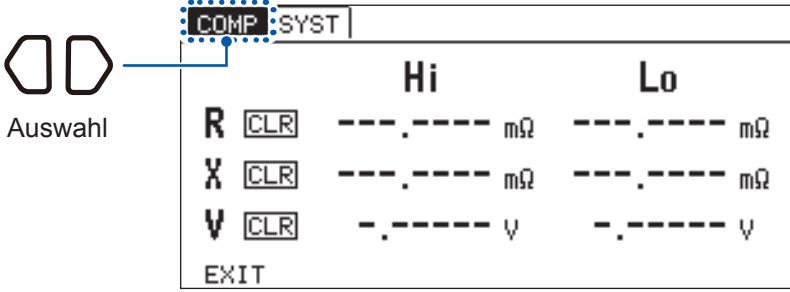 COMP SYST
Hi Lo
Auswahl
R CLR ---.---- mΩ ---.---- mΩ
X CLR ---.---- mΩ ---.---- mΩ
V CLR -.----- V -.----- V
EXIT